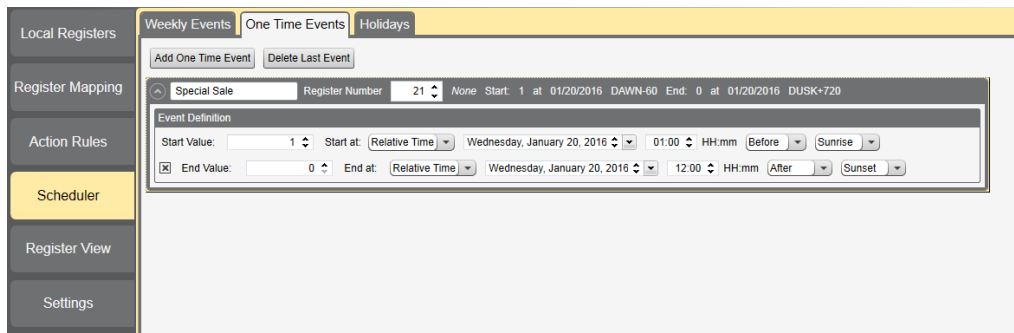 Local Registers
Register Mapping
Action Rules
Scheduler
Register View
Settings
Weekly Events One Time Events Holidays
Add One Time Event Delete Last Event
Special Sale Register Number 21 None Start: 1 at 01/20/2016 DAWN-60 End: 0 at 01/20/2016 DUSK+720
Event Definition
Start Value: 1 Start at: Relative Time Wednesday, January 20, 2016 01:00 HH:mm Before Sunrise
End Value: 0 End at: Relative Time Wednesday, January 20, 2016 12:00 HH:mm After Sunset